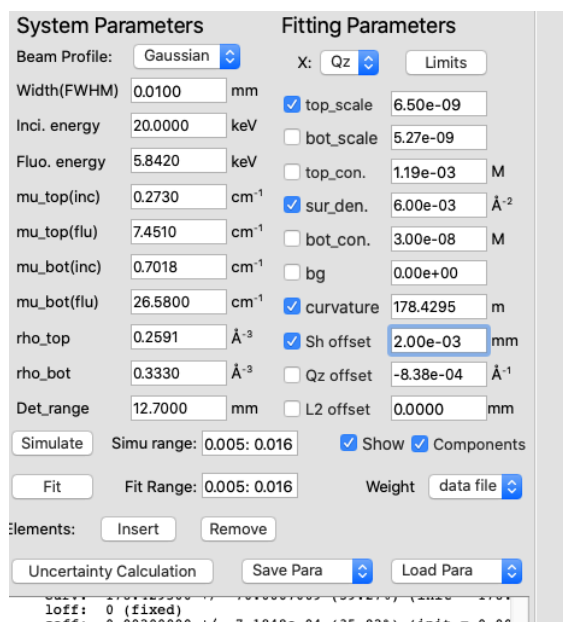 System Parameters
Beam Profile: Gaussian
Width(FWHM) 0.0100 mm
Inci. energy 20.0000 keV
Fluo. energy 5.8420 keV
mu_top(inc) 0.2730 cm⁻¹
mu_top(flu) 7.4510 cm⁻¹
mu_bot(inc) 0.7018 cm⁻¹
mu_bot(flu) 26.5800 cm⁻¹
rho_top 0.2591 Å⁻³
rho_bot 0.3330 Å⁻³
Det_range 12.7000 mm
Fitting Parameters
X: Qz Limits
top_scale 6.50e-09
bot_scale 5.27e-09
top_con. 1.19e-03 M
sur_den. 6.00e-03 Å⁻²
bot_con. 3.00e-08 M
bg 0.00e+00
curvature 178.4295 m
Sh offset 2.00e-03 mm
Qz offset -8.38e-04 Å⁻¹
L2 offset 0.0000 mm
Simulate Simu range: 0.005: 0.016 Show Components
Fit Fit Range: 0.005: 0.016 Weight data file
Elements: Insert Remove
Uncertainty Calculation Save Para Load Para
loff: 0 (fixed)